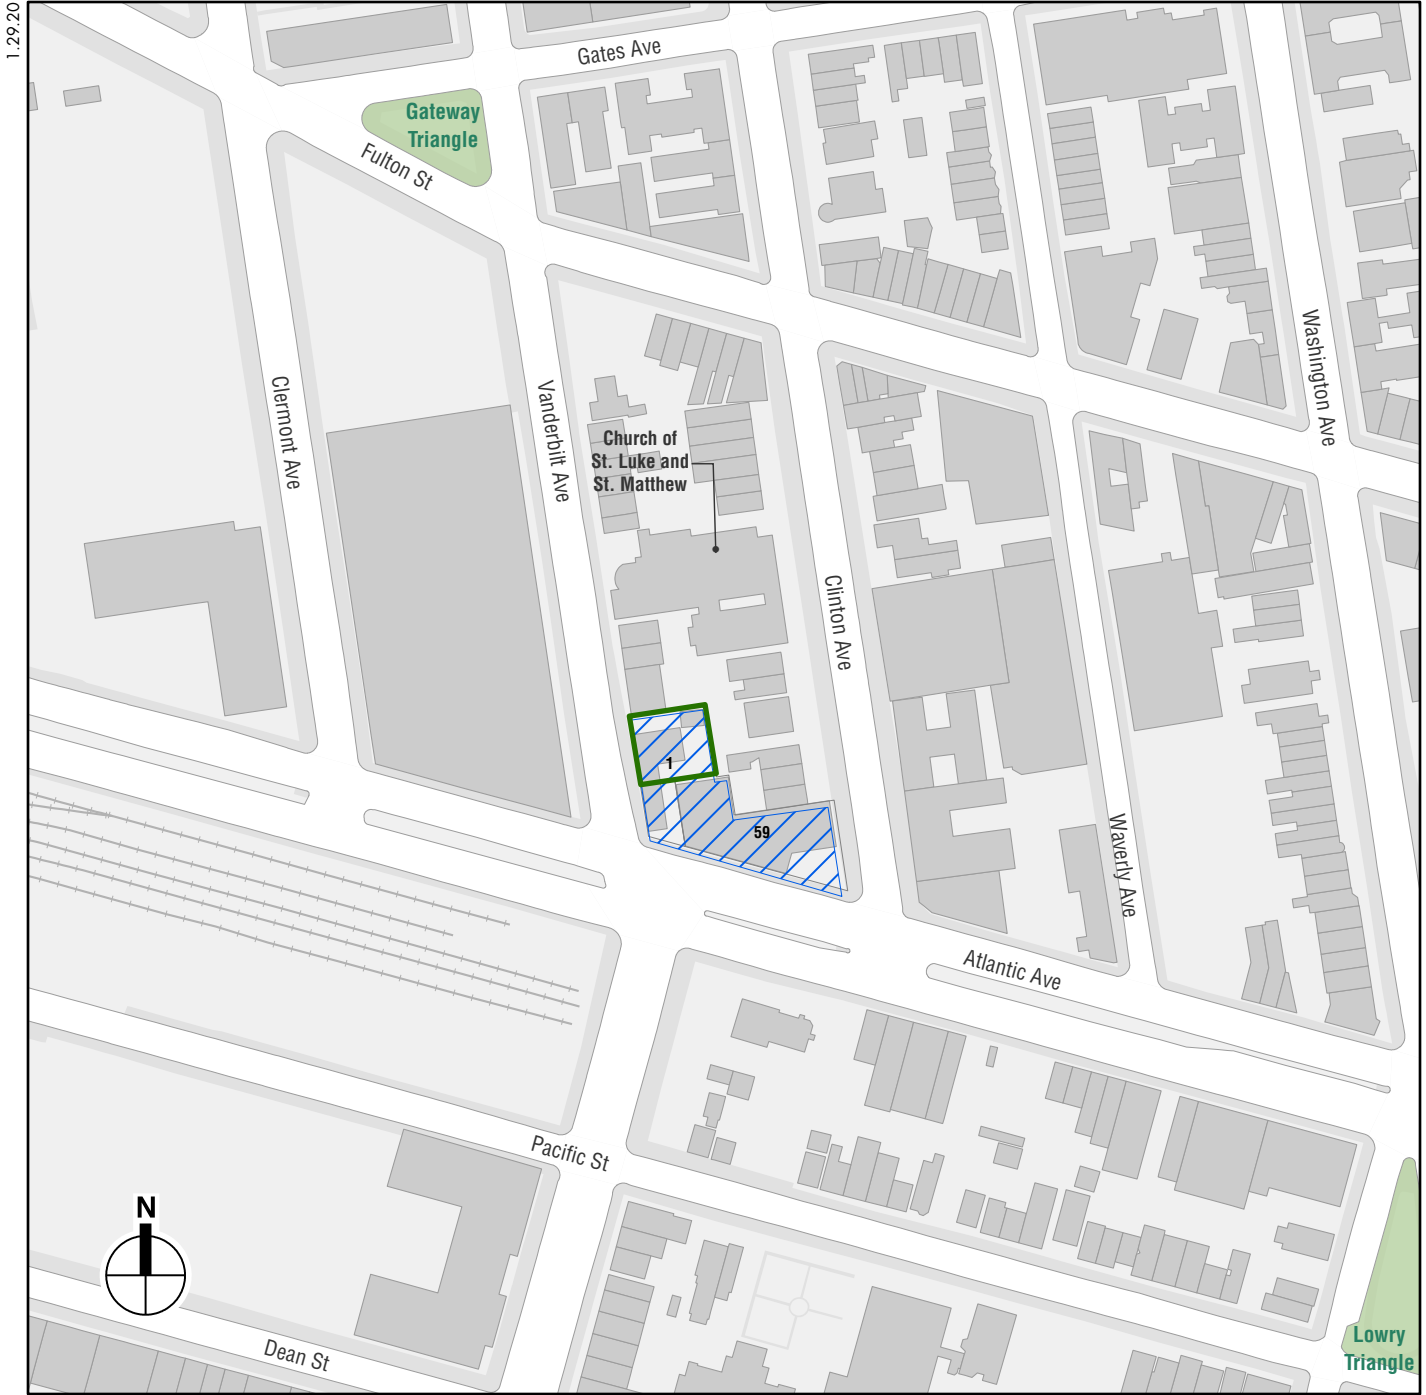 1.29.20
Gates Ave
Gateway
Triangle
Fulton St
Clermont Ave
Vanderbilt Ave
Washington Ave
Church of
St. Luke and
St. Matthew
Clinton Ave
1
59
Waverly Ave
Atlantic Ave
Pacific St
N
Dean St
Lowry
Triangle